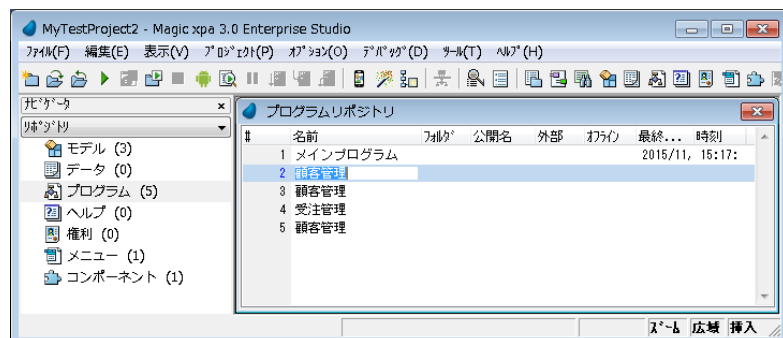 MyTestProject2 - Magic xpa 3.0 Enterprise Studio
ﾌｧｲﾙ(F) 編集(E) 表示(V) ﾌﾟﾛｼﾞｪｸﾄ(P) ｵﾌﾟｼｮﾝ(O) ﾃﾞﾊﾞｯｸﾞ(D) ﾂｰﾙ(T) ﾍﾙﾌﾟ(H)
ﾅﾋﾞｹﾞｰﾀ
ﾘﾎﾟｼﾞﾄﾘ
モデル (3)
データ (0)
プログラム (5)
ヘルプ (0)
権利 (0)
メニュー (1)
コンポーネント (1)
プログラムリポジトリ
# 名前 ﾌｫﾙﾀﾞ 公開名 外部 ｵﾌﾗｲﾝ 最終... 時刻
1 メインプログラム 2015/11, 15:17:
2 顧客管理
3 顧客管理
4 受注管理
5 顧客管理
ｽﾞｰﾑ 広域 挿入